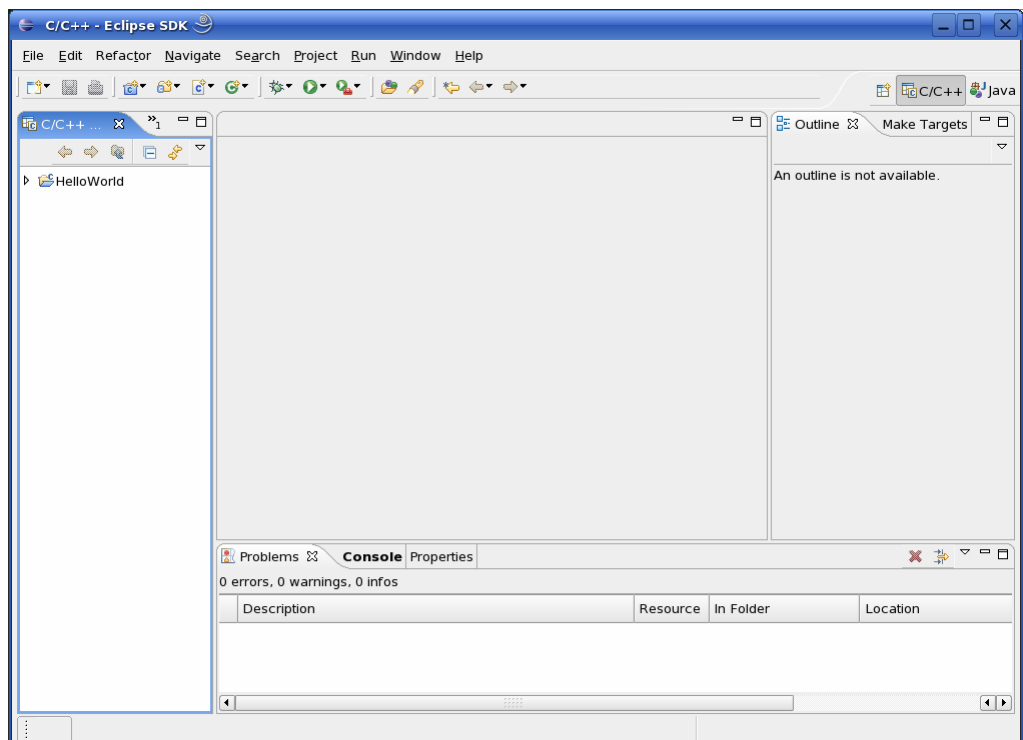 C/C++ - Eclipse SDK
File Edit Refactor Navigate Search Project Run Window Help
C/C++ Java
C/C++ ... »1
Outline Make Targets
HelloWorld
An outline is not available.
Problems Console Properties
0 errors, 0 warnings, 0 infos
Description Resource In Folder Location